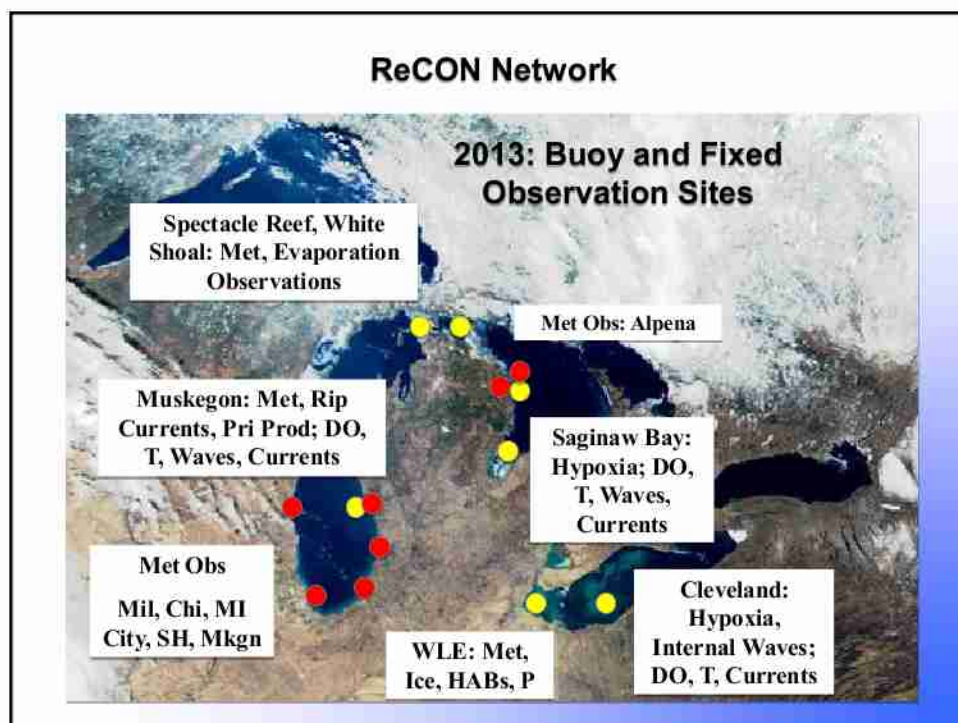 ReCON Network
2013: Buoy and Fixed
Observation Sites
Spectacle Reef, White
Shoal: Met, Evaporation
Observations
Met Obs: Alpena
Muskegon: Met, Rip
Currents, Pri Prod; DO,
T, Waves, Currents
Saginaw Bay:
Hypoxia; DO,
T, Waves,
Currents
Met Obs
Mil, Chi, MI
City, SH, Mkgn
WLE: Met,
Ice, HABs, P
Cleveland:
Hypoxia,
Internal Waves;
DO, T, Currents